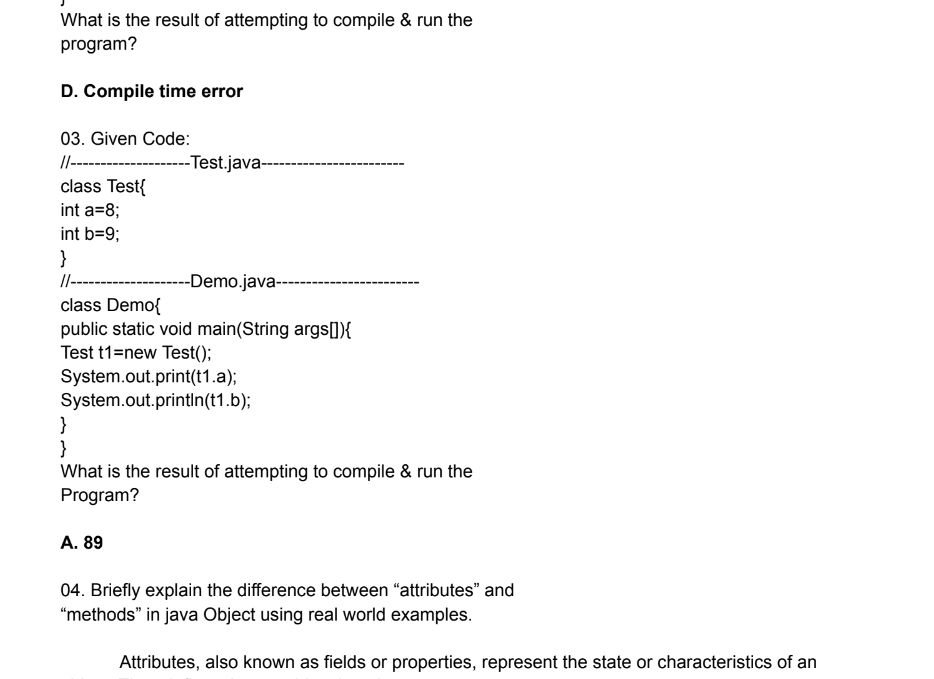 }
What is the result of attempting to compile & run the
program?
D. Compile time error
03. Given Code:
//--------------------Test.java------------------------
class Test{
int a=8;
int b=9;
}
//--------------------Demo.java------------------------
class Demo{
public static void main(String args[]){
Test t1=new Test();
System.out.print(t1.a);
System.out.println(t1.b);
}
}
What is the result of attempting to compile & run the
Program?
A. 89
04. Briefly explain the difference between “attributes” and
“methods” in java Object using real world examples.
Attributes, also known as fields or properties, represent the state or characteristics of an